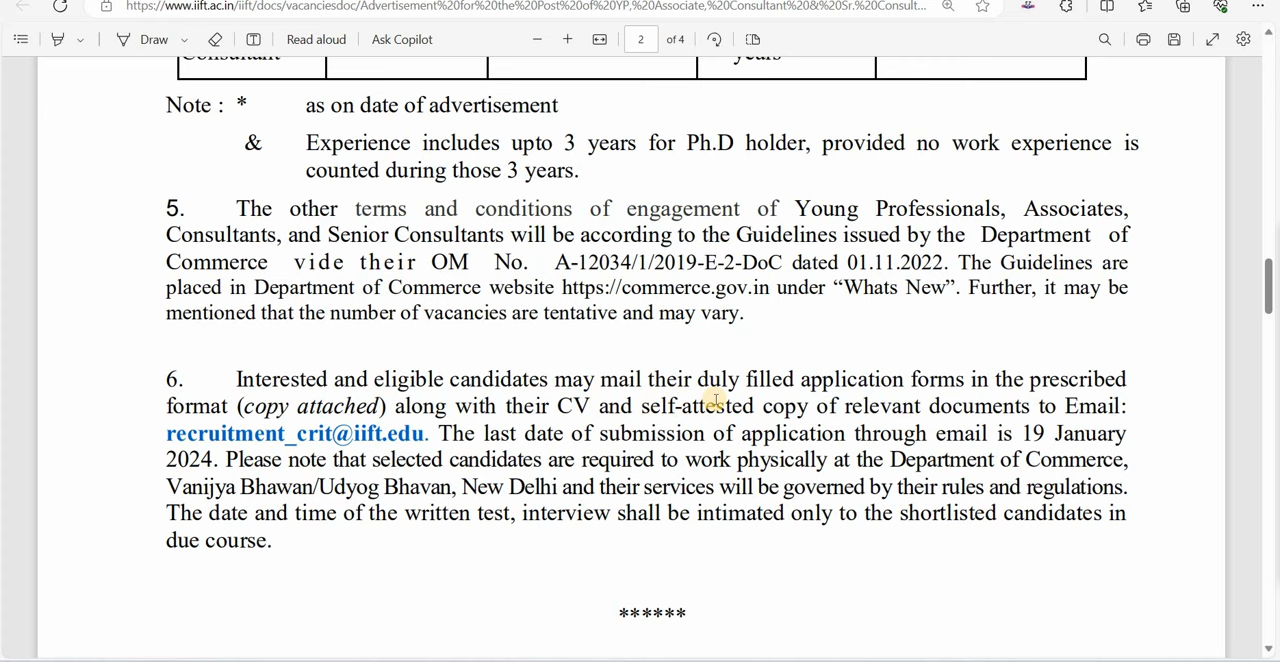 https://www.iift.ac.in/iift/docs/vacanciesdoc/Advertisement%20for%20the%20Post%20of%20YP,%20Associate,%20Consultant%20&%20Sr.%20Consult...
Draw Read aloud Ask Copilot 2 of 4
Consultant years
Note : * as on date of advertisement
& Experience includes upto 3 years for Ph.D holder, provided no work experience is
counted during those 3 years.
5. The other terms and conditions of engagement of Young Professionals, Associates,
Consultants, and Senior Consultants will be according to the Guidelines issued by the Department of
Commerce vide their OM No. A-12034/1/2019-E-2-DoC dated 01.11.2022. The Guidelines are
placed in Department of Commerce website https://commerce.gov.in under “Whats New”. Further, it may be
mentioned that the number of vacancies are tentative and may vary.
6. Interested and eligible candidates may mail their duly filled application forms in the prescribed
format (copy attached) along with their CV and self-attested copy of relevant documents to Email:
recruitment_crit@iift.edu. The last date of submission of application through email is 19 January
2024. Please note that selected candidates are required to work physically at the Department of Commerce,
Vanijya Bhawan/Udyog Bhavan, New Delhi and their services will be governed by their rules and regulations.
The date and time of the written test, interview shall be intimated only to the shortlisted candidates in
due course.
******